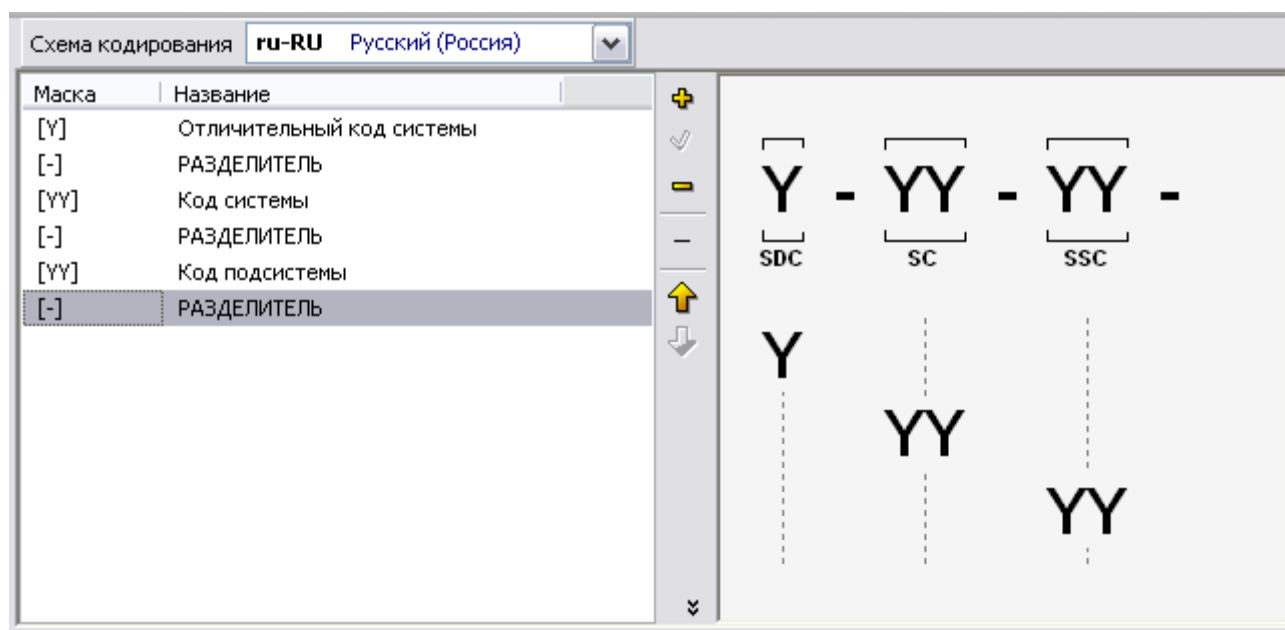 Схема кодирования ru-RU Русский (Россия)
Маска Название
[Y] Отличительный код системы
[-] РАЗДЕЛИТЕЛЬ
[YY] Код системы
[-] РАЗДЕЛИТЕЛЬ
[YY] Код подсистемы
[-] РАЗДЕЛИТЕЛЬ
Y - YY - YY -
SDC SC SSC
Y
YY
YY